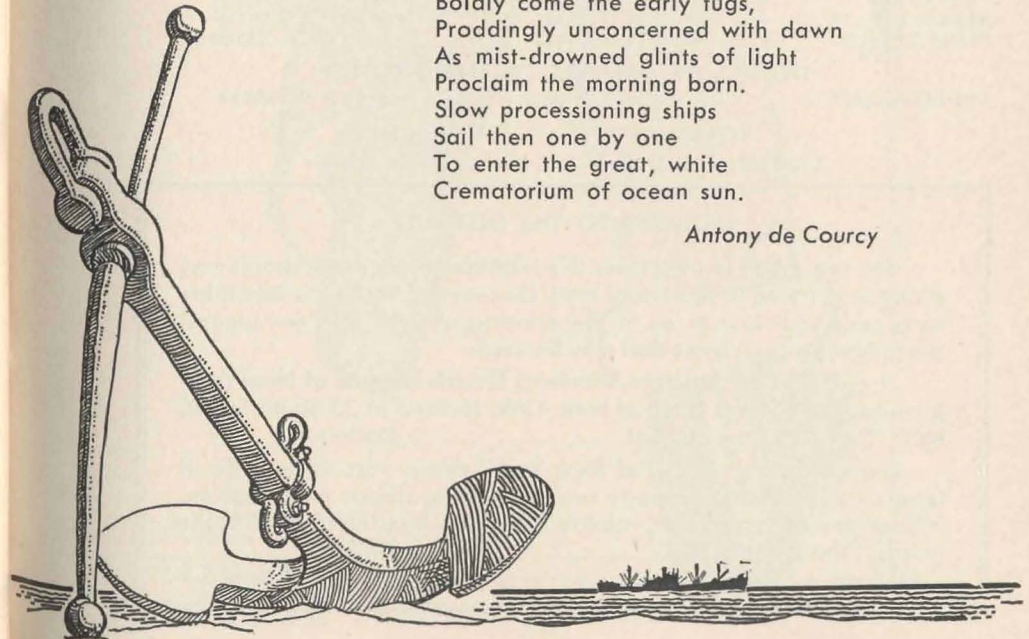 Boldly come the early tugs,
Proddingly unconcerned with dawn
As mist-drowned glints of light
Proclaim the morning born.
Slow processioning ships
Sail then one by one
To enter the great, white
Crematorium of ocean sun.
Antony de Courcy